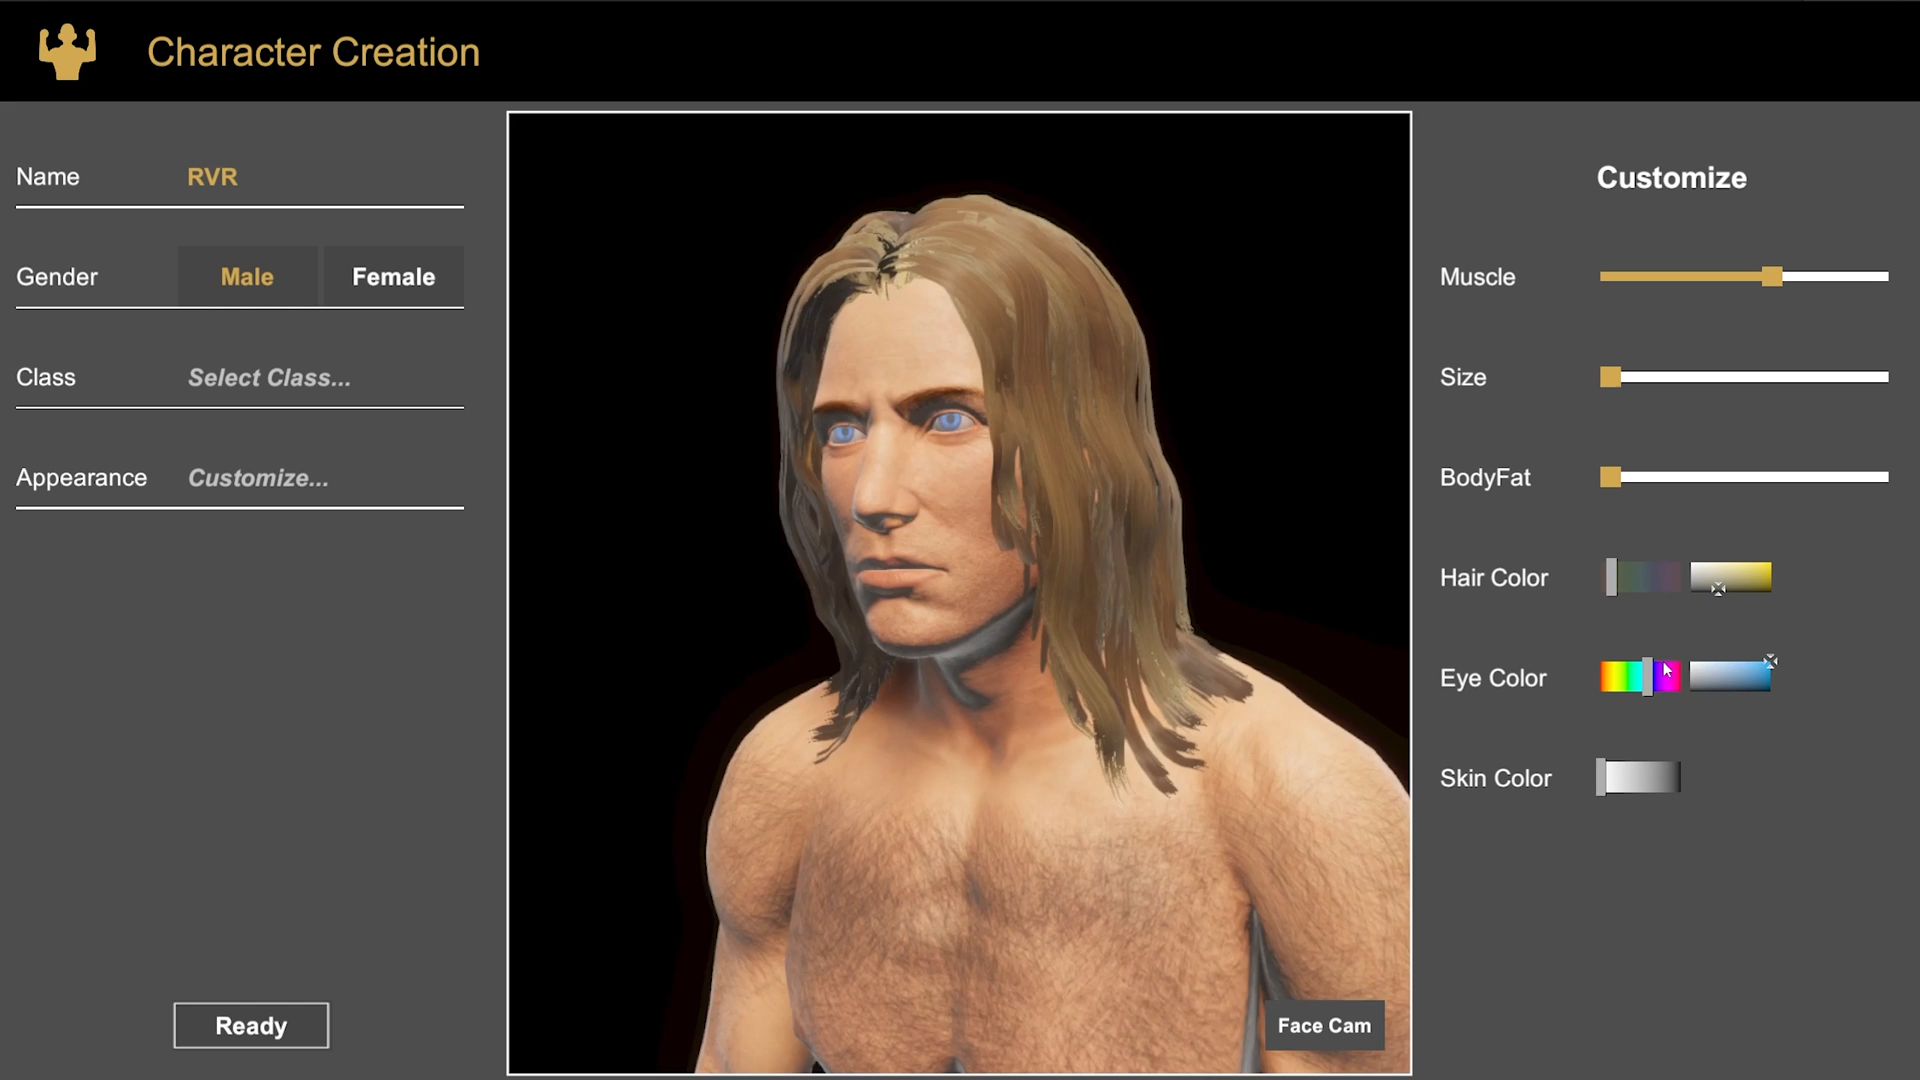 Character Creation
Name RVR
Gender Male Female
Class Select Class...
Appearance Customize...
Ready
Face Cam
Customize
Muscle
Size
BodyFat
Hair Color
Eye Color
Skin Color